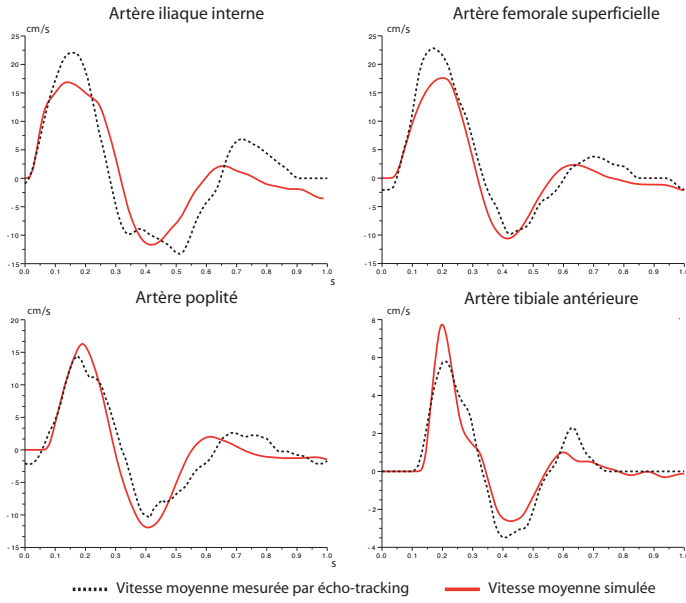 Artère iliaque interne
cm/s
25
20
15
10
5
0
-5
-10
-15
0.0 0.1 0.2 0.3 0.4 0.5 0.6 0.7 0.8 0.9 1.0
s
Artère femorale superficielle
cm/s
25
20
15
10
5
0
-5
-10
-15
0.0 0.1 0.2 0.3 0.4 0.5 0.6 0.7 0.8 0.9 1.0
Artère poplité
cm/s
20
15
10
5
0
-5
-10
-15
0.0 0.1 0.2 0.3 0.4 0.5 0.6 0.7 0.8 0.9 1.0
s
Artère tibiale antérieure
cm/s
8
6
4
2
0
-2
-4
0.0 0.1 0.2 0.3 0.4 0.5 0.6 0.7 0.8 0.9 1.0
Vitesse moyenne mesurée par écho-tracking
Vitesse moyenne simulée